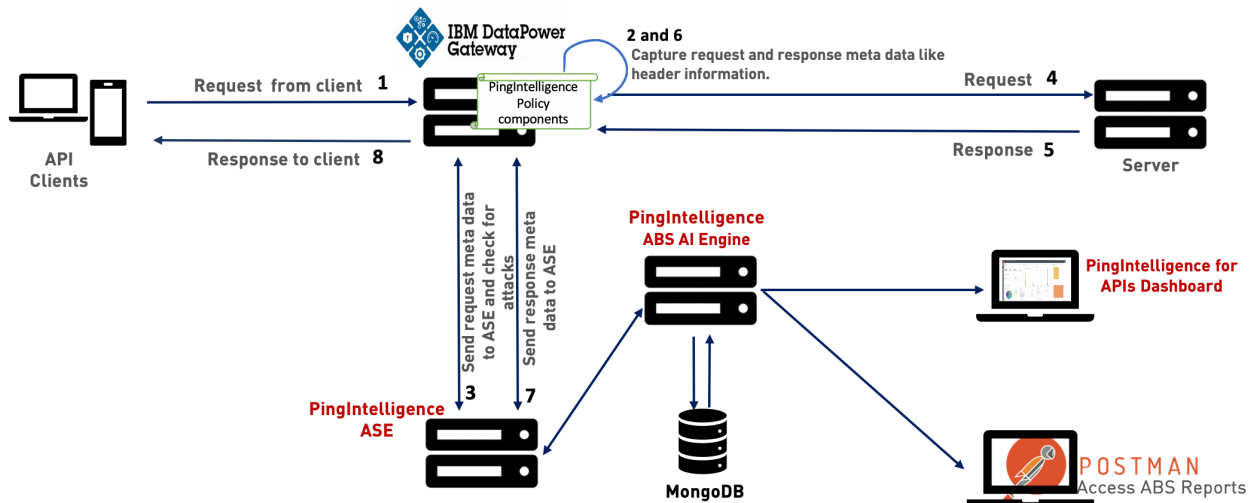 IBM DataPower
Gateway
2 and 6
Capture request and response meta data like
header information.
Request from client 1
PingIntelligence
Policy
components
Request 4
Response to client 8
Response 5
API
Clients
Server
Send request meta data
to ASE and check for
attacks
3
Send response meta
data to ASE
7
PingIntelligence
ABS AI Engine
PingIntelligence for
APIs Dashboard
PingIntelligence
ASE
MongoDB
POSTMAN
Access ABS Reports